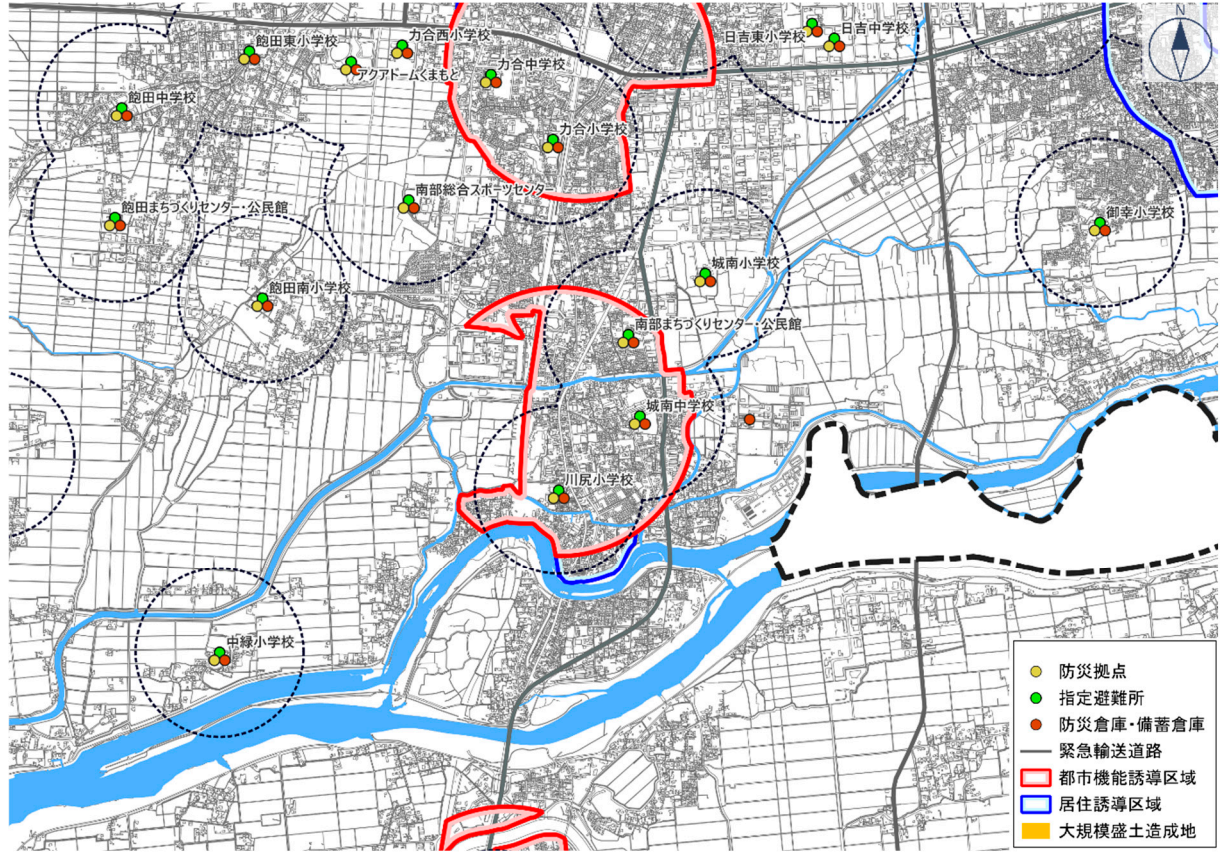 飽田東小学校
力合西小学校
アクアドームくまもと
力合中学校
日吉東小学校
日吉中学校
N
飽田中学校
力合小学校
飽田まちづくりセンター・公民館
南部総合スポーツセンター
御幸小学校
飽田南小学校
城南小学校
南部まちづくりセンター・公民館
城南中学校
川尻小学校
中緑小学校
防災拠点
指定避難所
防災倉庫・備蓄倉庫
緊急輸送道路
都市機能誘導区域
居住誘導区域
大規模盛土造成地